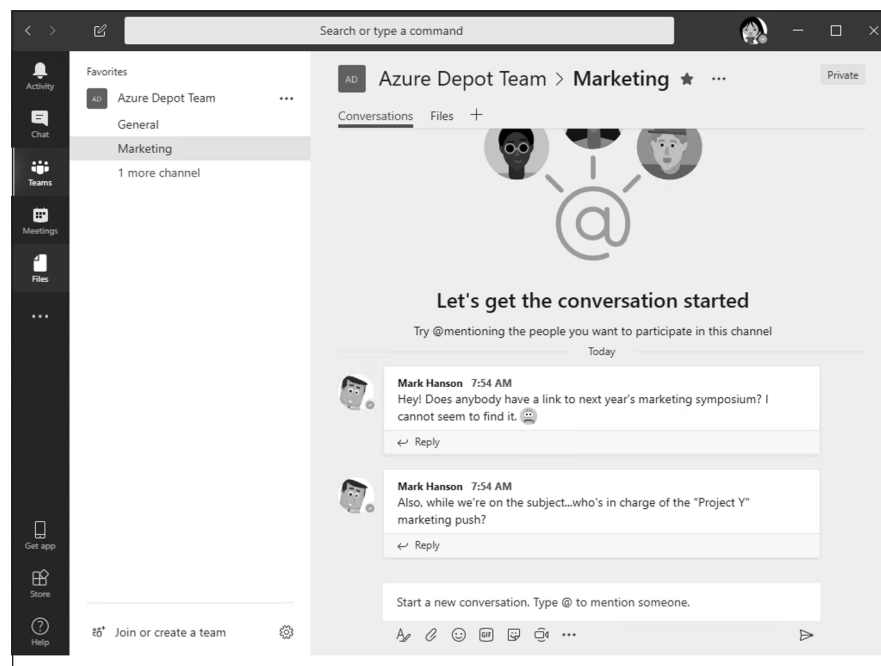 Search or type a command
Activity
Chat
Teams
Meetings
Files
Get app
Store
Help
Favorites
AD Azure Depot Team
General
Marketing
1 more channel
Join or create a team
AD Azure Depot Team > Marketing
Private
Conversations Files
@
Let's get the conversation started
Try @mentioning the people you want to participate in this channel
Today
Mark Hanson 7:54 AM
Hey! Does anybody have a link to next year's marketing symposium? I
cannot seem to find it.
Reply
Mark Hanson 7:54 AM
Also, while we're on the subject...who's in charge of the "Project Y"
marketing push?
Reply
Start a new conversation. Type @ to mention someone.
GIF